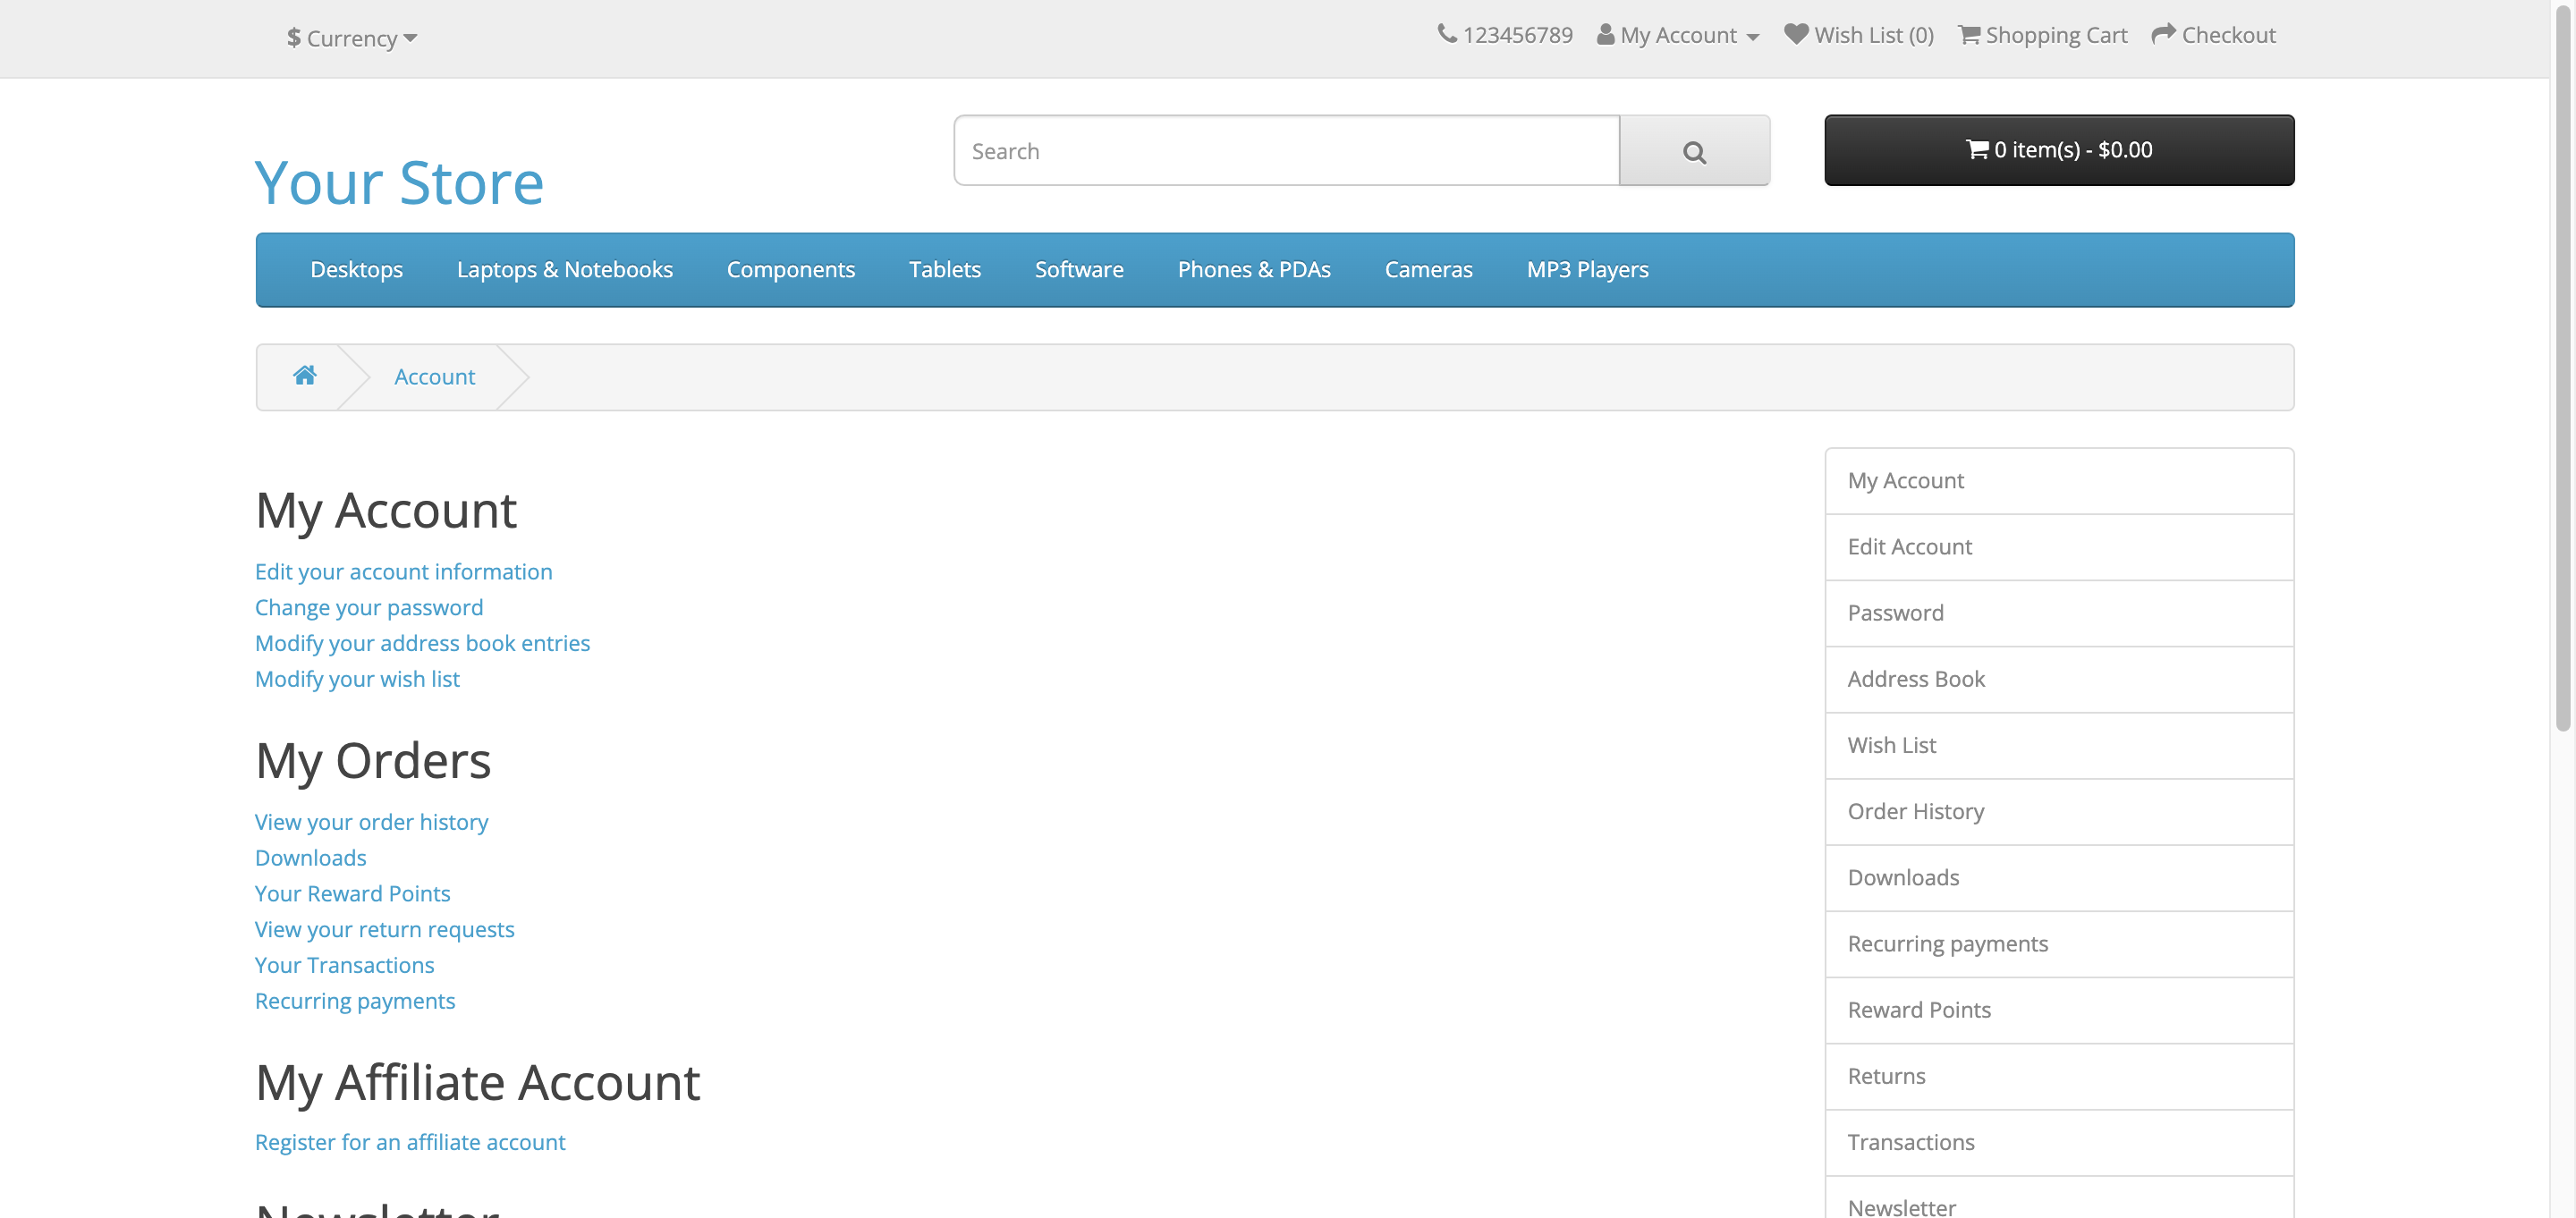 $ Currency
123456789 My Account Wish List (0) Shopping Cart Checkout
Your Store
Search
0 item(s) - $0.00
Desktops Laptops & Notebooks Components Tablets Software Phones & PDAs Cameras MP3 Players
Account
My Account
Edit your account information
Change your password
Modify your address book entries
Modify your wish list
My Orders
View your order history
Downloads
Your Reward Points
View your return requests
Your Transactions
Recurring payments
My Affiliate Account
Register for an affiliate account
Newsletter
My Account
Edit Account
Password
Address Book
Wish List
Order History
Downloads
Recurring payments
Reward Points
Returns
Transactions
Newsletter